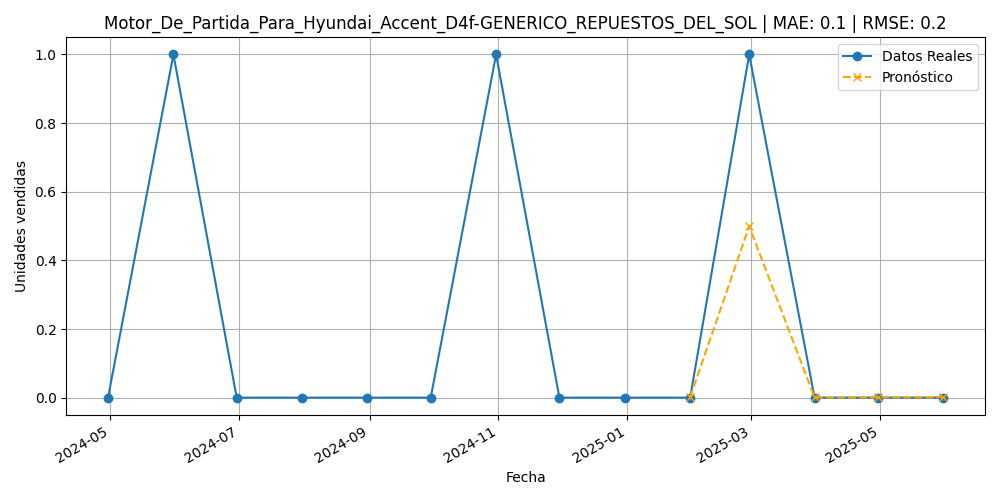 Motor_De_Partida_Para_Hyundai_Accent_D4f-GENERICO_REPUESTOS_DEL_SOL | MAE: 0.1 | RMSE: 0.2
Datos Reales
Pronóstico
Unidades vendidas
1.0
0.8
0.6
0.4
0.2
0.0
2024-05
2024-07
2024-09
2024-11
2025-01
2025-03
2025-05
Fecha